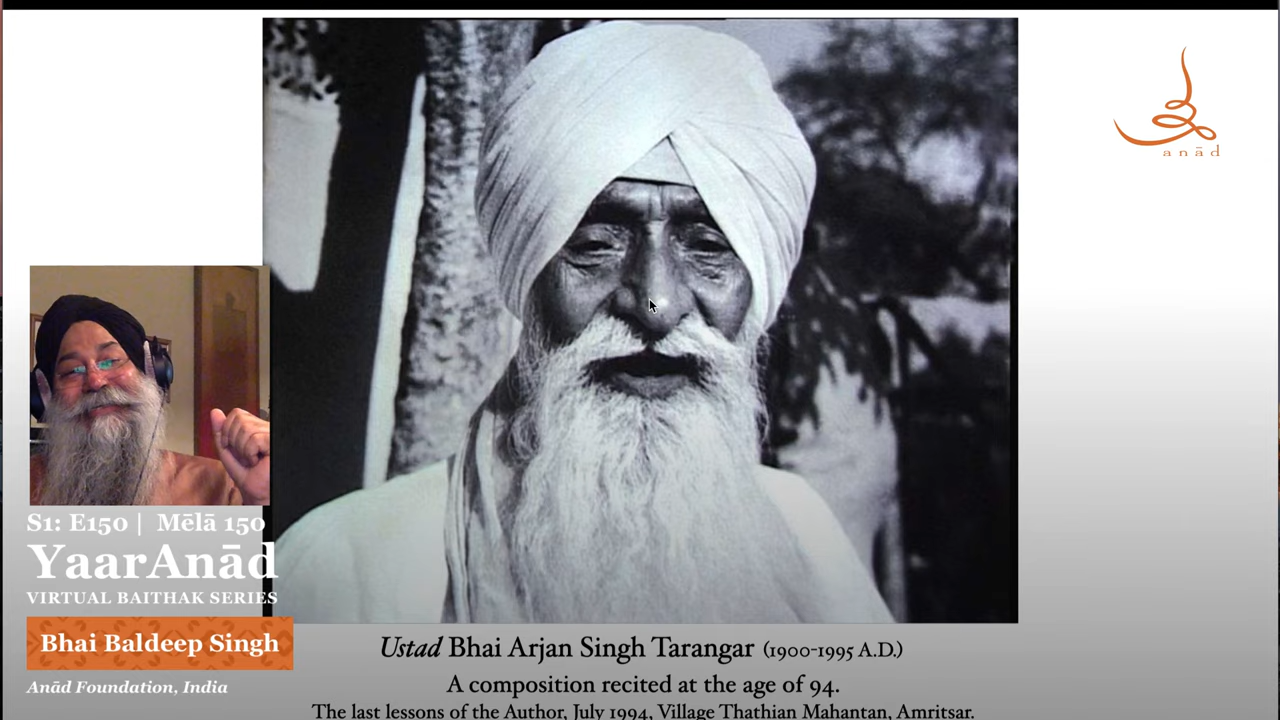 anād
S1: E150 | Mēlā 150
YaarAnād
VIRTUAL BAITHAK SERIES
Bhai Baldeep Singh
Anād Foundation, India
Ustad Bhai Arjan Singh Tarangar (1900-1995 A.D.)
A composition recited at the age of 94.
The last lessons of the Author, July 1994, Village Thathian Mahantan, Amritsar.